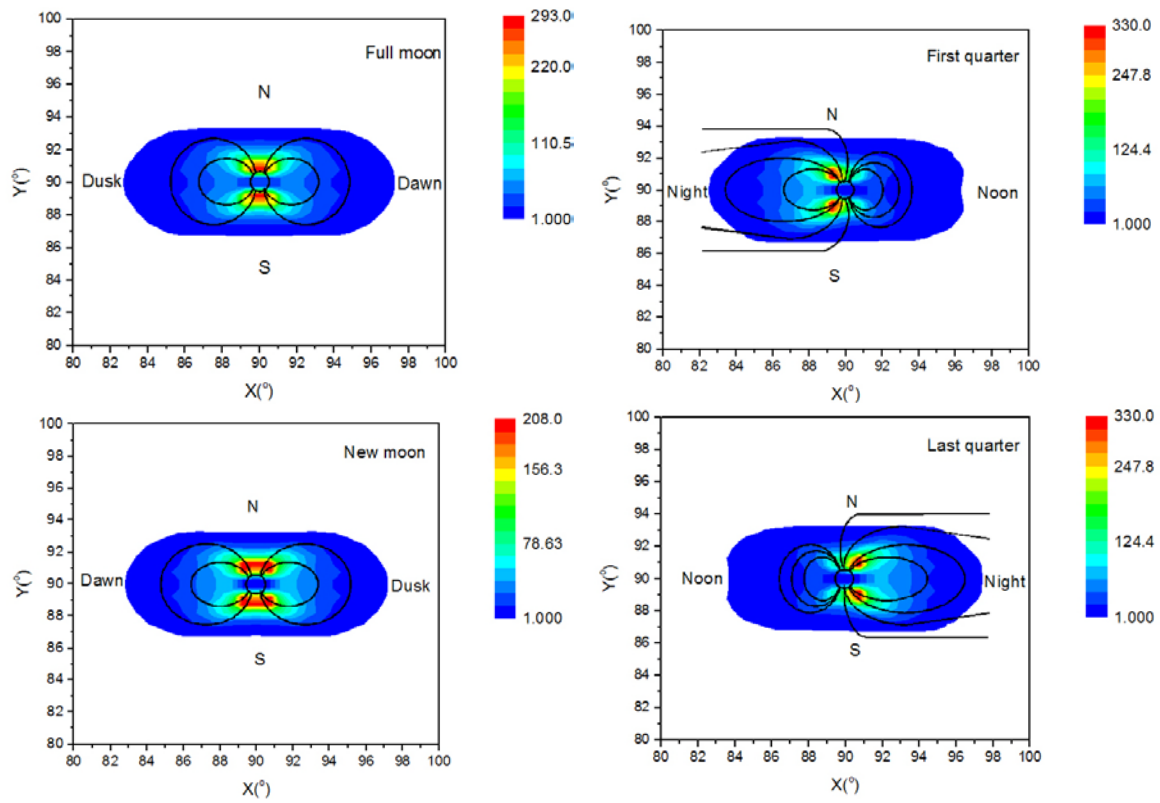 100
98
96
94
92
90
88
86
84
82
80
Y(°)
Full moon
N
Dusk
Dawn
S
80 82 84 86 88 90 92 94 96 98 100
X(°)
293.0
220.0
110.5
1.000
100
98
96
94
92
90
88
86
84
82
80
Y(°)
First quarter
N
Night
Noon
S
80 82 84 86 88 90 92 94 96 98 100
X(°)
330.0
247.8
124.4
1.000
100
98
96
94
92
90
88
86
84
82
80
Y(°)
New moon
N
Dawn
Dusk
S
80 82 84 86 88 90 92 94 96 98 100
X(°)
208.0
156.3
78.63
1.000
100
98
96
94
92
90
88
86
84
82
80
Y(°)
Last quarter
N
Noon
Night
S
80 82 84 86 88 90 92 94 96 98 100
X(°)
330.0
247.8
124.4
1.000